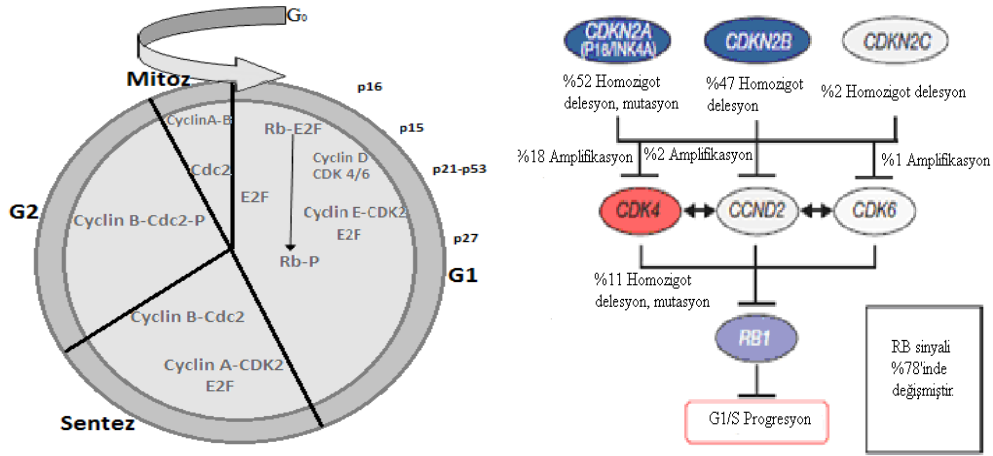 G₀
Mitoz
p16
p15
p21-p53
p27
G1
G2
Sentez
CyclinA-B
Cdc2
Cyclin B-Cdc2-P
Rb-E2F
Cyclin D
CDK 4/6
E2F
Cyclin E-CDK2
E2F
Rb-P
Cyclin B-Cdc2
Cyclin A-CDK2
E2F
CDKN2A
(P16/INK4A)
CDKN2B
CDKN2C
%52 Homozigot
delesyon, mutasyon
%47 Homozigot
delesyon
%2 Homozigot delesyon
%18 Amplifikasyon
%2 Amplifikasyon
%1 Amplifikasyon
CDK4
CCND2
CDK6
%11 Homozigot
delesyon, mutasyon
RB1
G1/S Progresyon
RB sinyali
%78'inde
değişmiştir.